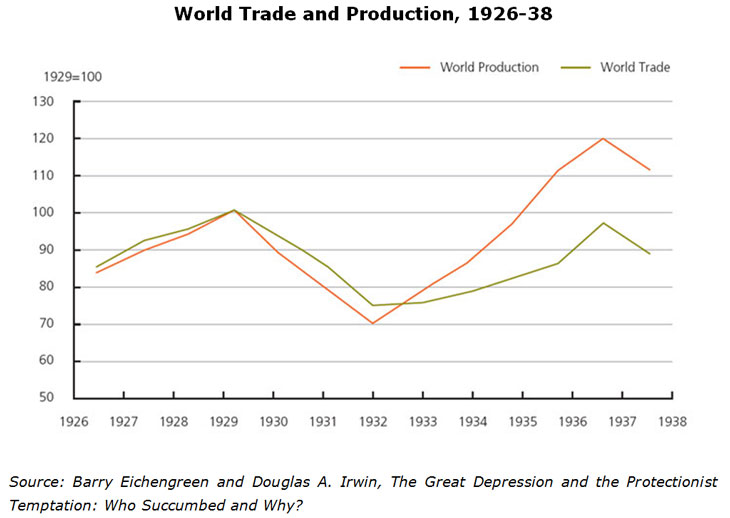 World Trade and Production, 1926-38
1929=100
World Production
World Trade
130
120
110
100
90
80
70
60
50
1926 1927 1928 1929 1930 1931 1932 1933 1934 1935 1936 1937 1938
Source: Barry Eichengreen and Douglas A. Irwin, The Great Depression and the Protectionist
Temptation: Who Succumbed and Why?